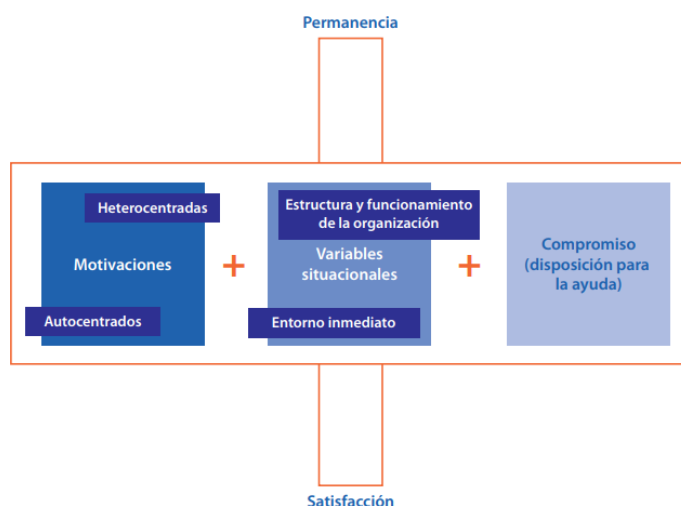 Permanencia
Heterocentradas
Motivaciones
Autocentrados
+
Estructura y funcionamiento
de la organización
Variables
situacionales
Entorno inmediato
+
Compromiso
(disposición para
la ayuda)
Satisfacción